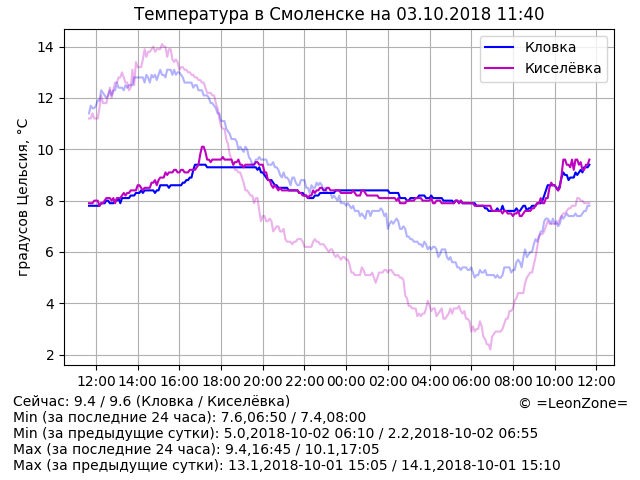 Температура в Смоленске на 03.10.2018 11:40
градусов Цельсия, °C
14
12
10
8
6
4
2
Кловка
Киселёвка
12:00 14:00 16:00 18:00 20:00 22:00 00:00 02:00 04:00 06:00 08:00 10:00 12:00
Сейчас: 9.4 / 9.6 (Кловка / Киселёвка)
© =LeonZone=
Min (за последние 24 часа): 7.6,06:50 / 7.4,08:00
Min (за предыдущие сутки): 5.0,2018-10-02 06:10 / 2.2,2018-10-02 06:55
Max (за последние 24 часа): 9.4,16:45 / 10.1,17:05
Max (за предыдущие сутки): 13.1,2018-10-01 15:05 / 14.1,2018-10-01 15:10